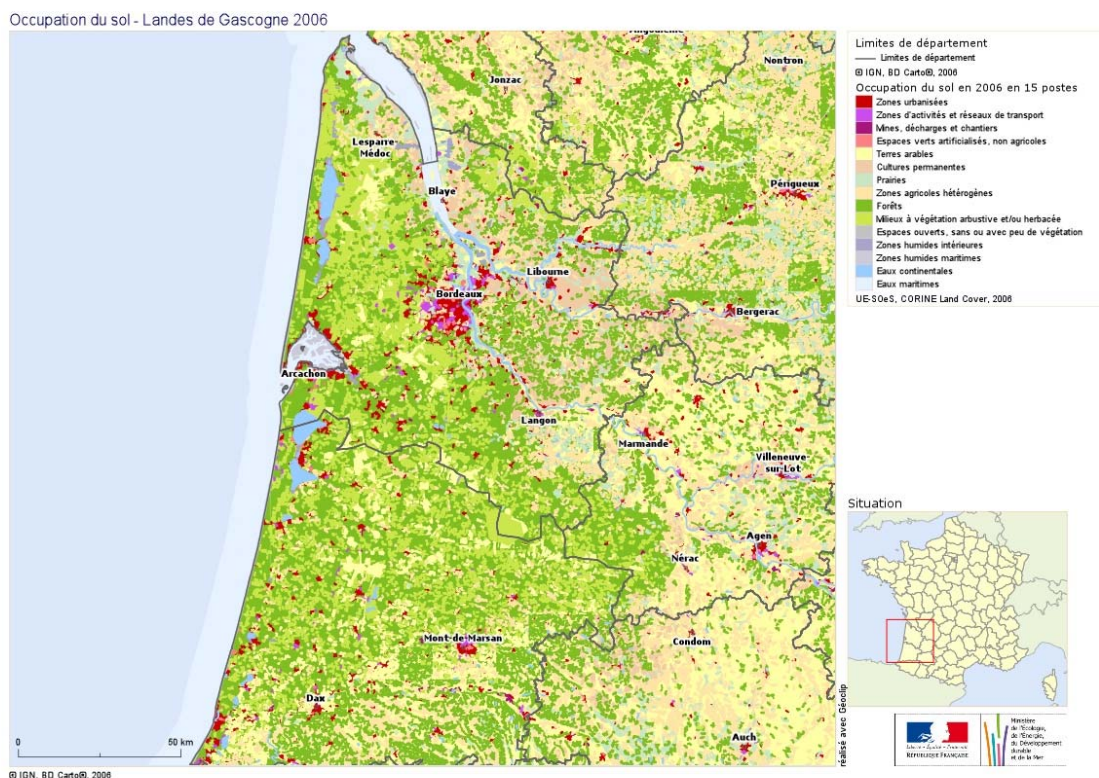 Occupation du sol - Landes de Gascogne 2006
Jonzac
Nontron
Lesparre-
Médoc
Blaye
Périgueux
Libourne
Bordeaux
Bergerac
Arcachon
Langon
Marmande
Villeneuve-
sur-Lot
Agen
Nérac
Mont-de-Marsan
Condom
Dax
Auch
0
50 km
réalisé avec Géoclip
© IGN, BD Carto®, 2006
Limites de département
Limites de département
© IGN, BD Carto®, 2006
Occupation du sol en 2006 en 15 postes
Zones urbanisées
Zones d'activités et réseaux de transport
Mines, décharges et chantiers
Espaces verts artificialisés, non agricoles
Terres arables
Cultures permanentes
Prairies
Zones agricoles hétérogènes
Forêts
Milieux à végétation arbustive et/ou herbacée
Espaces ouverts, sans ou avec peu de végétation
Zones humides intérieures
Zones humides maritimes
Eaux continentales
Eaux maritimes
UE-SOeS, CORINE Land Cover, 2006
Situation
Liberté • Égalité • Fraternité
RÉPUBLIQUE FRANÇAISE
Ministère
de l'Écologie,
de l'Énergie,
du Développement
durable
et de la Mer